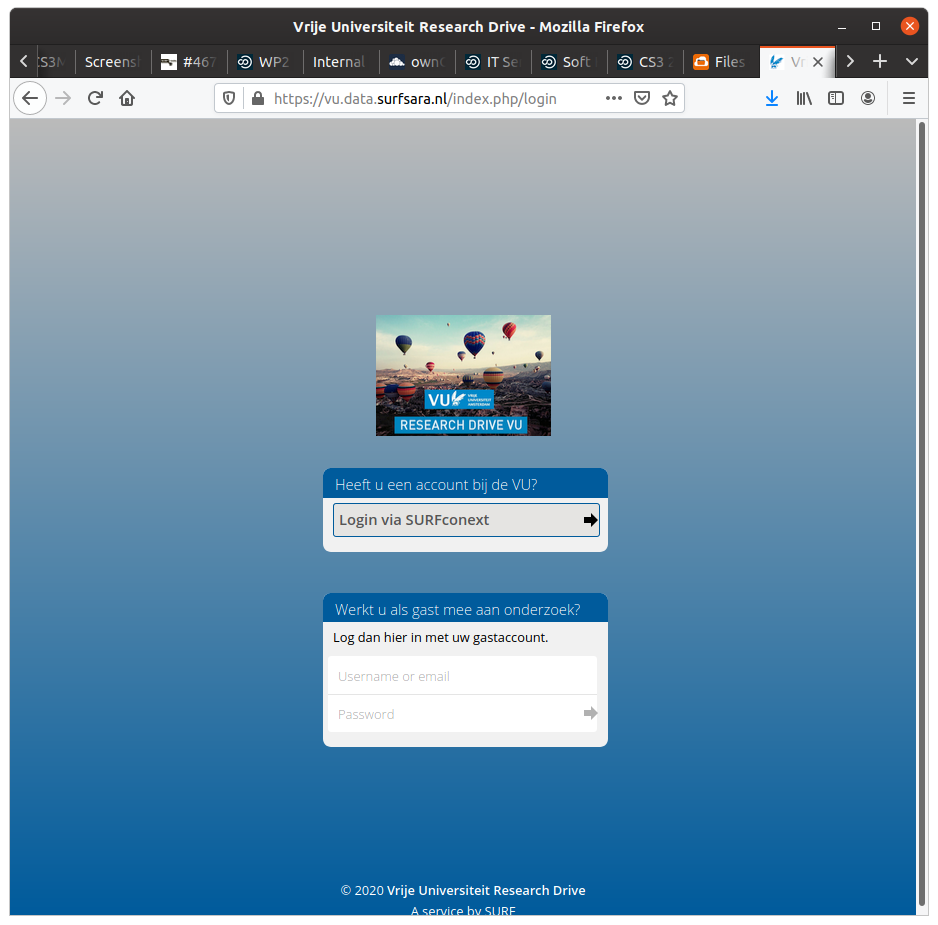 Vrije Universiteit Research Drive - Mozilla Firefox
Screens
#467
WP2
Internal
own
IT Se
Soft
CS3 2
Files
Vr
https://vu.data.surfsara.nl/index.php/login
VU
VRIJE
UNIVERSITEIT
AMSTERDAM
RESEARCH DRIVE VU
Heeft u een account bij de VU?
Login via SURFconext
Werkt u als gast mee aan onderzoek?
Log dan hier in met uw gastaccount.
Username or email
Password
© 2020 Vrije Universiteit Research Drive
A service by SURF